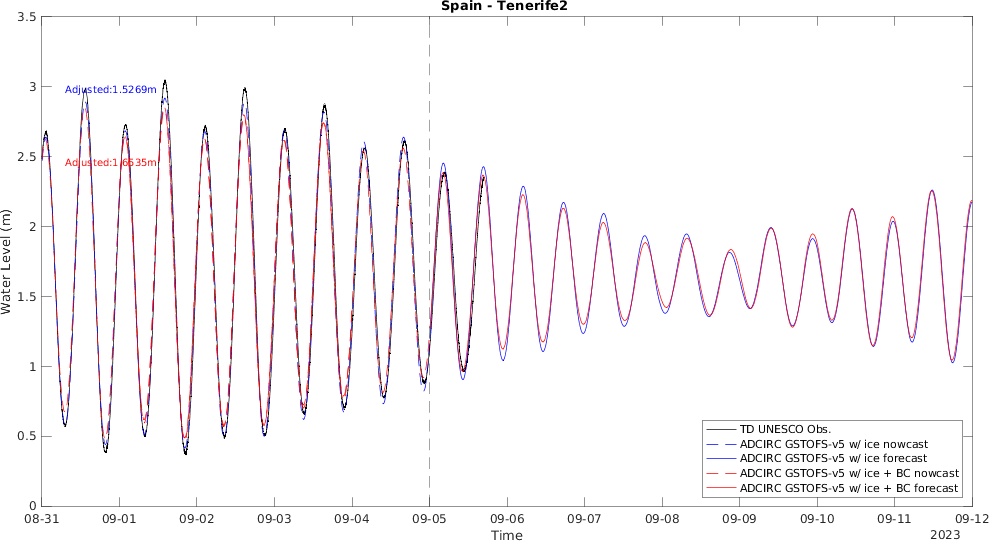 Spain - Tenerife2
3.5
3
2.5
2
1.5
1
0.5
0
Water Level (m)
Adjusted:1.5269m
Adjusted:1.6535m
TD UNESCO Obs.
ADCIRC GSTOFS-v5 w/ ice nowcast
ADCIRC GSTOFS-v5 w/ ice forecast
ADCIRC GSTOFS-v5 w/ ice + BC nowcast
ADCIRC GSTOFS-v5 w/ ice + BC forecast
08-31 09-01 09-02 09-03 09-04 09-05 09-06 09-07 09-08 09-09 09-10 09-11 09-12
Time
2023